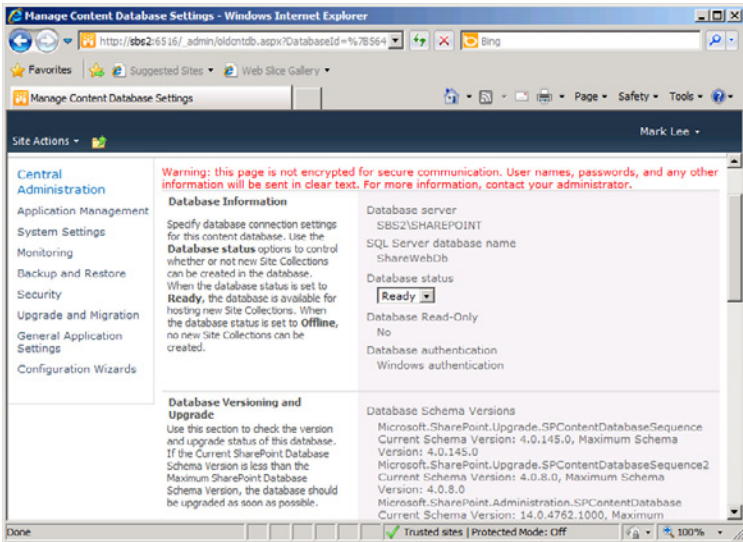 Manage Content Database Settings - Windows Internet Explorer
http://sbs2:6516/_admin/oldcntdb.aspx?DatabaseId=%7B564
Bing
Favorites
Suggested Sites
Web Slice Gallery
Manage Content Database Settings
Page
Safety
Tools
Site Actions
Mark Lee
Central
Administration
Application Management
System Settings
Monitoring
Backup and Restore
Security
Upgrade and Migration
General Application
Settings
Configuration Wizards
Warning: this page is not encrypted for secure communication. User names, passwords, and any other
information will be sent in clear text. For more information, contact your administrator.
Database Information
Specify database connection settings
for this content database. Use the
Database status options to control
whether or not new Site Collections
can be created in the database.
When the database status is set to
Ready, the database is available for
hosting new Site Collections. When
the database status is set to Offline,
no new Site Collections can be
created.
Database server
SBS2\SHAREPOINT
SQL Server database name
ShareWebDb
Database status
Ready
Database Read-Only
No
Database authentication
Windows authentication
Database Versioning and
Upgrade
Use this section to check the version
and upgrade status of this database.
If the Current SharePoint Database
Schema Version is less than the
Maximum SharePoint Database
Schema Version, the database should
be upgraded as soon as possible.
Database Schema Versions
Microsoft.SharePoint.Upgrade.SPContentDatabaseSequence
Current Schema Version: 4.0.145.0, Maximum Schema
Version: 4.0.145.0
Microsoft.SharePoint.Upgrade.SPContentDatabaseSequence2
Current Schema Version: 4.0.8.0, Maximum Schema
Version: 4.0.8.0
Microsoft.SharePoint.Administration.SPContentDatabase
Current Schema Version: 14.0.4762.1000, Maximum
Done
Trusted sites | Protected Mode: Off
100%